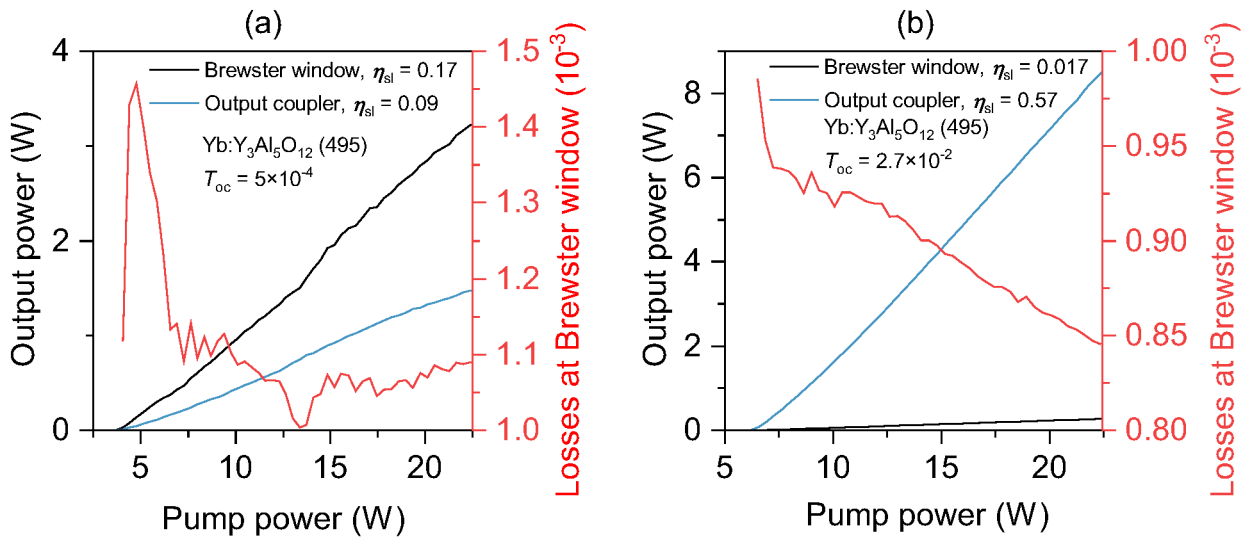 (a)
Output power (W)
4
2
0
Brewster window, ηsl = 0.17
Output coupler, ηsl = 0.09
Yb:Y₃Al₅O₁₂ (495)
Toc = 5×10⁻⁴
1.5
1.4
1.3
1.2
1.1
1.0
Losses at Brewster window (10⁻³)
5 10 15 20
Pump power (W)
(b)
Output power (W)
8
6
4
2
0
Brewster window, ηsl = 0.017
Output coupler, ηsl = 0.57
Yb:Y₃Al₅O₁₂ (495)
Toc = 2.7×10⁻²
1.00
0.95
0.90
0.85
0.80
Losses at Brewster window (10⁻³)
5 10 15 20
Pump power (W)